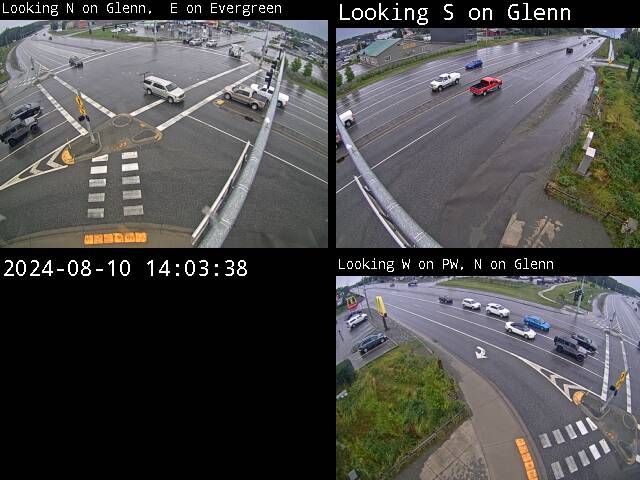 Looking N on Glenn,  E on Evergreen
Looking S on Glenn
2024-08-10 14:03:38
Looking W on PW, N on Glenn